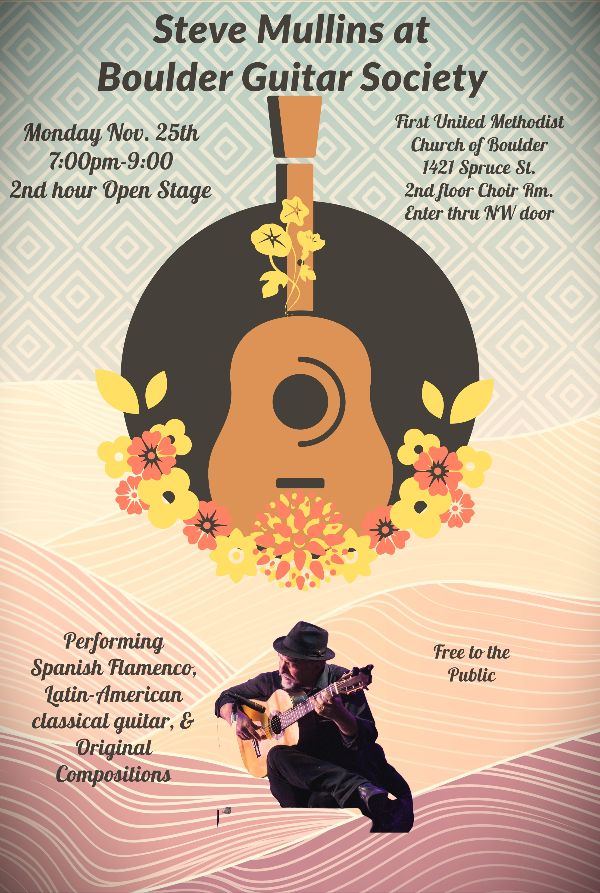 Steve Mullins at
Boulder Guitar Society
Monday Nov. 25th
7:00pm-9:00
2nd hour Open Stage
First United Methodist
Church of Boulder
1421 Spruce St.
2nd floor Choir Rm.
Enter thru NW door
Performing
Spanish Flamenco,
Latin-American
classical guitar, &
Original
Compositions
Free to the
Public